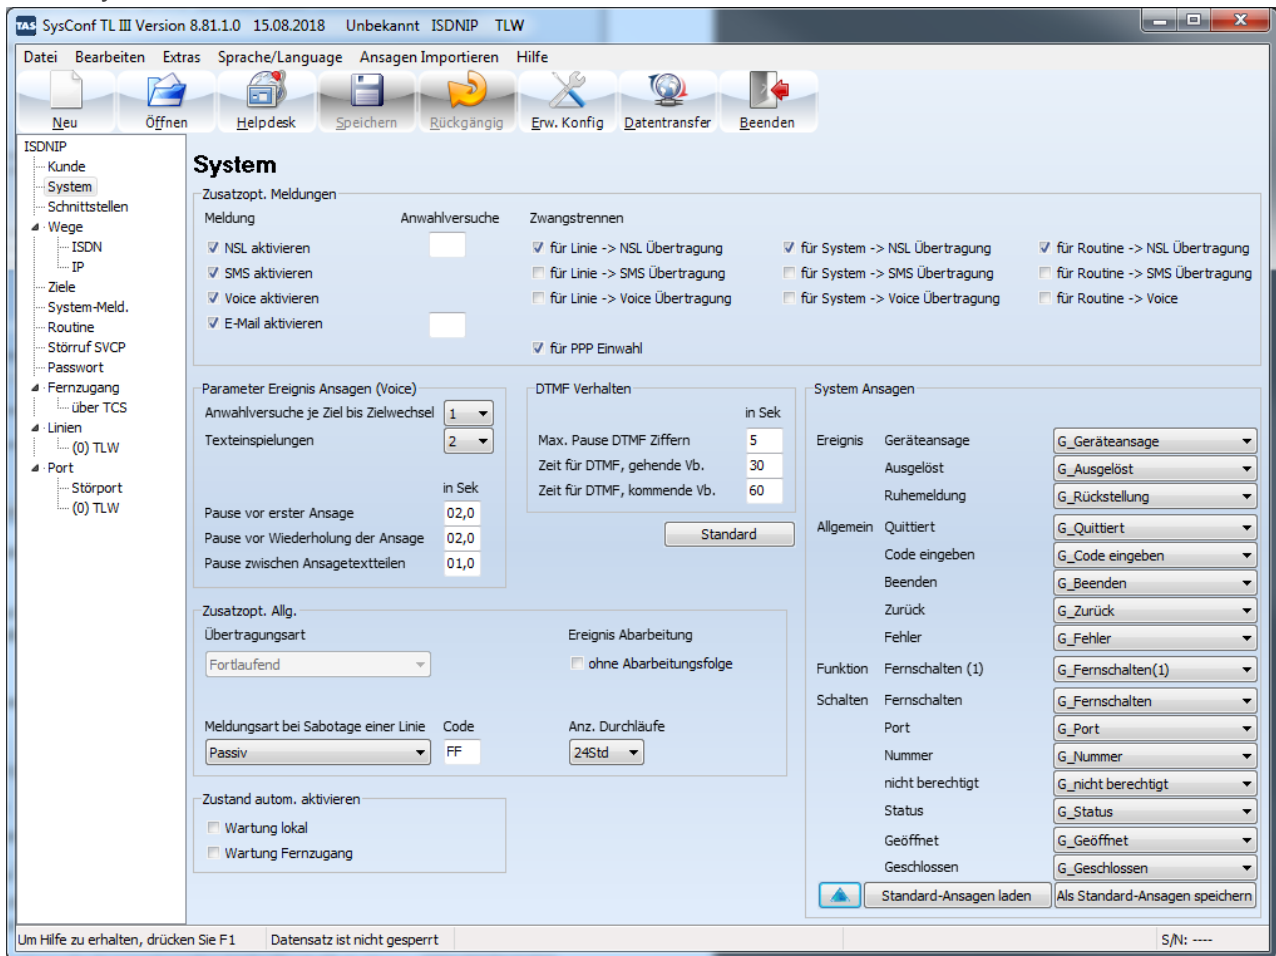 TAS SysConf TL III Version 8.81.1.0 15.08.2018 Unbekannt ISDNIP TLW
Datei Bearbeiten Extras Sprache/Language Ansagen Importieren Hilfe
Neu Öffnen Helpdesk Speichern Rückgängig Erw. Konfig Datentransfer Beenden
ISDNIP
Kunde
System
Schnittstellen
Wege
ISDN
IP
Ziele
System-Meld.
Routine
Störruf SVCP
Passwort
Fernzugang
über TCS
Linien
(0) TLW
Port
Störport
(0) TLW
System
Zusatzopt. Meldungen
Meldung Anwahlversuche Zwangstrennen
NSL aktivieren für Linie -> NSL Übertragung für System -> NSL Übertragung für Routine -> NSL Übertragung
SMS aktivieren für Linie -> SMS Übertragung für System -> SMS Übertragung für Routine -> SMS Übertragung
Voice aktivieren für Linie -> Voice Übertragung für System -> Voice Übertragung für Routine -> Voice
E-Mail aktivieren
für PPP Einwahl
Parameter Ereignis Ansagen (Voice)
Anwahlversuche je Ziel bis Zielwechsel 1
Texteinspielungen 2
in Sek
Pause vor erster Ansage 02,0
Pause vor Wiederholung der Ansage 02,0
Pause zwischen Ansagetextteilen 01,0
DTMF Verhalten
in Sek
Max. Pause DTMF Ziffern 5
Zeit für DTMF, gehende Vb. 30
Zeit für DTMF, kommende Vb. 60
Standard
System Ansagen
Ereignis Geräteansage G_Geräteansage
Ausgelöst G_Ausgelöst
Ruhemeldung G_Rückstellung
Allgemein Quittiert G_Quittiert
Code eingeben G_Code eingeben
Beenden G_Beenden
Zurück G_Zurück
Fehler G_Fehler
Funktion Fernschalten (1) G_Fernschalten(1)
Schalten Fernschalten G_Fernschalten
Port G_Port
Nummer G_Nummer
nicht berechtigt G_nicht berechtigt
Status G_Status
Geöffnet G_Geöffnet
Geschlossen G_Geschlossen
Standard-Ansagen laden Als Standard-Ansagen speichern
Zusatzopt. Allg.
Übertragungsart Ereignis Abarbeitung
Fortlaufend ohne Abarbeitungsfolge
Meldungsart bei Sabotage einer Linie Code Anz. Durchläufe
Passiv FF 24Std
Zustand autom. aktivieren
Wartung lokal
Wartung Fernzugang
Um Hilfe zu erhalten, drücken Sie F1 Datensatz ist nicht gesperrt S/N: ----